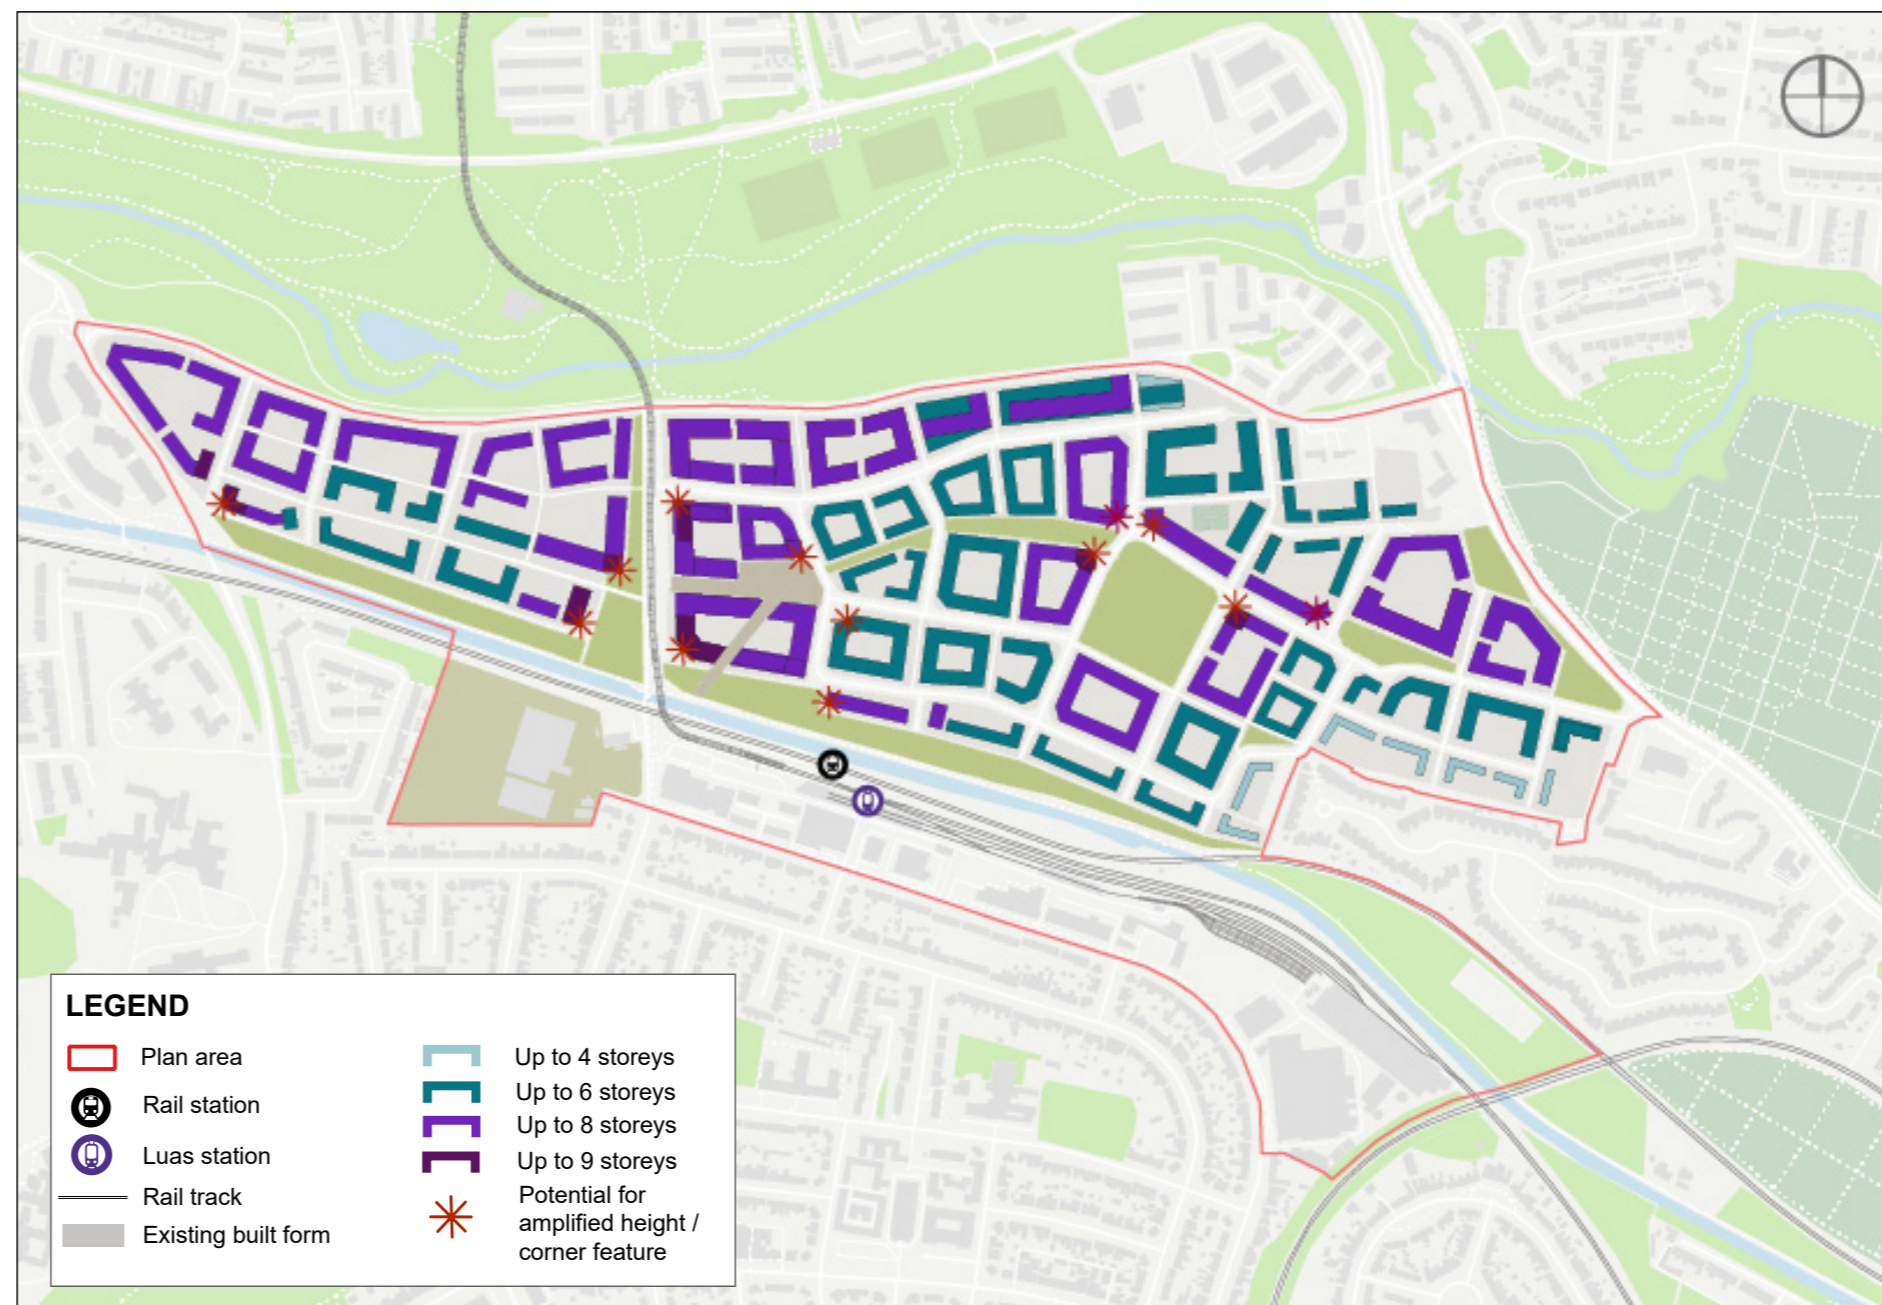 LEGEND
Plan area
Rail station
Luas station
Rail track
Existing built form
Up to 4 storeys
Up to 6 storeys
Up to 8 storeys
Up to 9 storeys
Potential for
amplified height /
corner feature